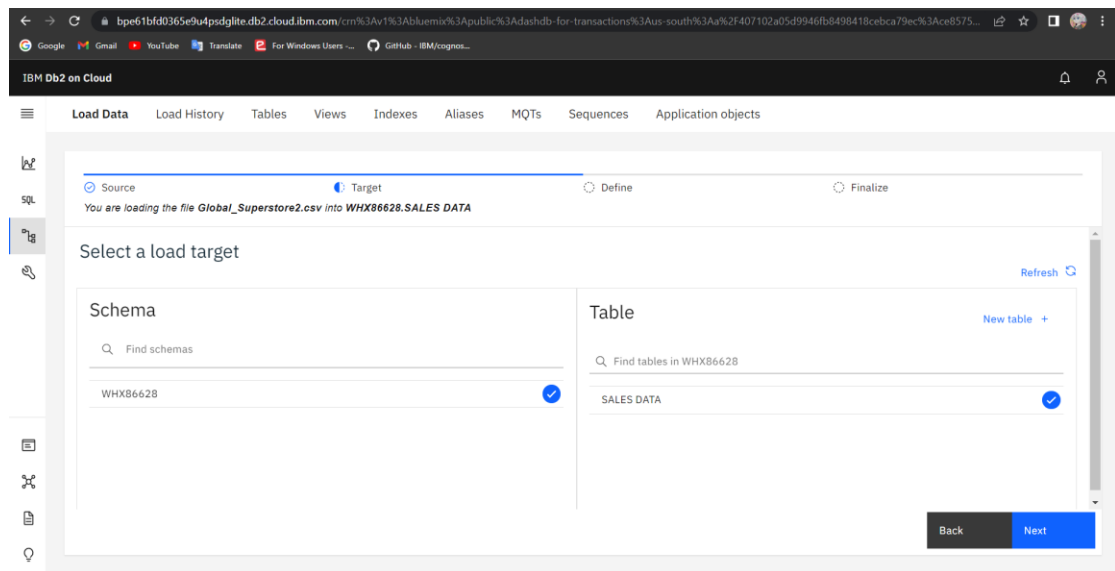 bpe61bfd0365e9u4psdglite.db2.cloud.ibm.com/crn%3Av1%3Abluemix%3Apublic%3Adashdb-for-transactions%3Aus-south%3Aa%2F407102a05d9946fb8498418cebca79ec%3Ace8575...
Google Gmail YouTube Translate For Windows Users -... GitHub - IBM/cognos...
IBM Db2 on Cloud
Load Data Load History Tables Views Indexes Aliases MQTs Sequences Application objects
Source Target Define Finalize
You are loading the file Global_Superstore2.csv into WHX86628.SALES DATA
SQL
Select a load target
Refresh
Schema Table
New table +
Find schemas
Find tables in WHX86628
WHX86628
SALES DATA
Back Next